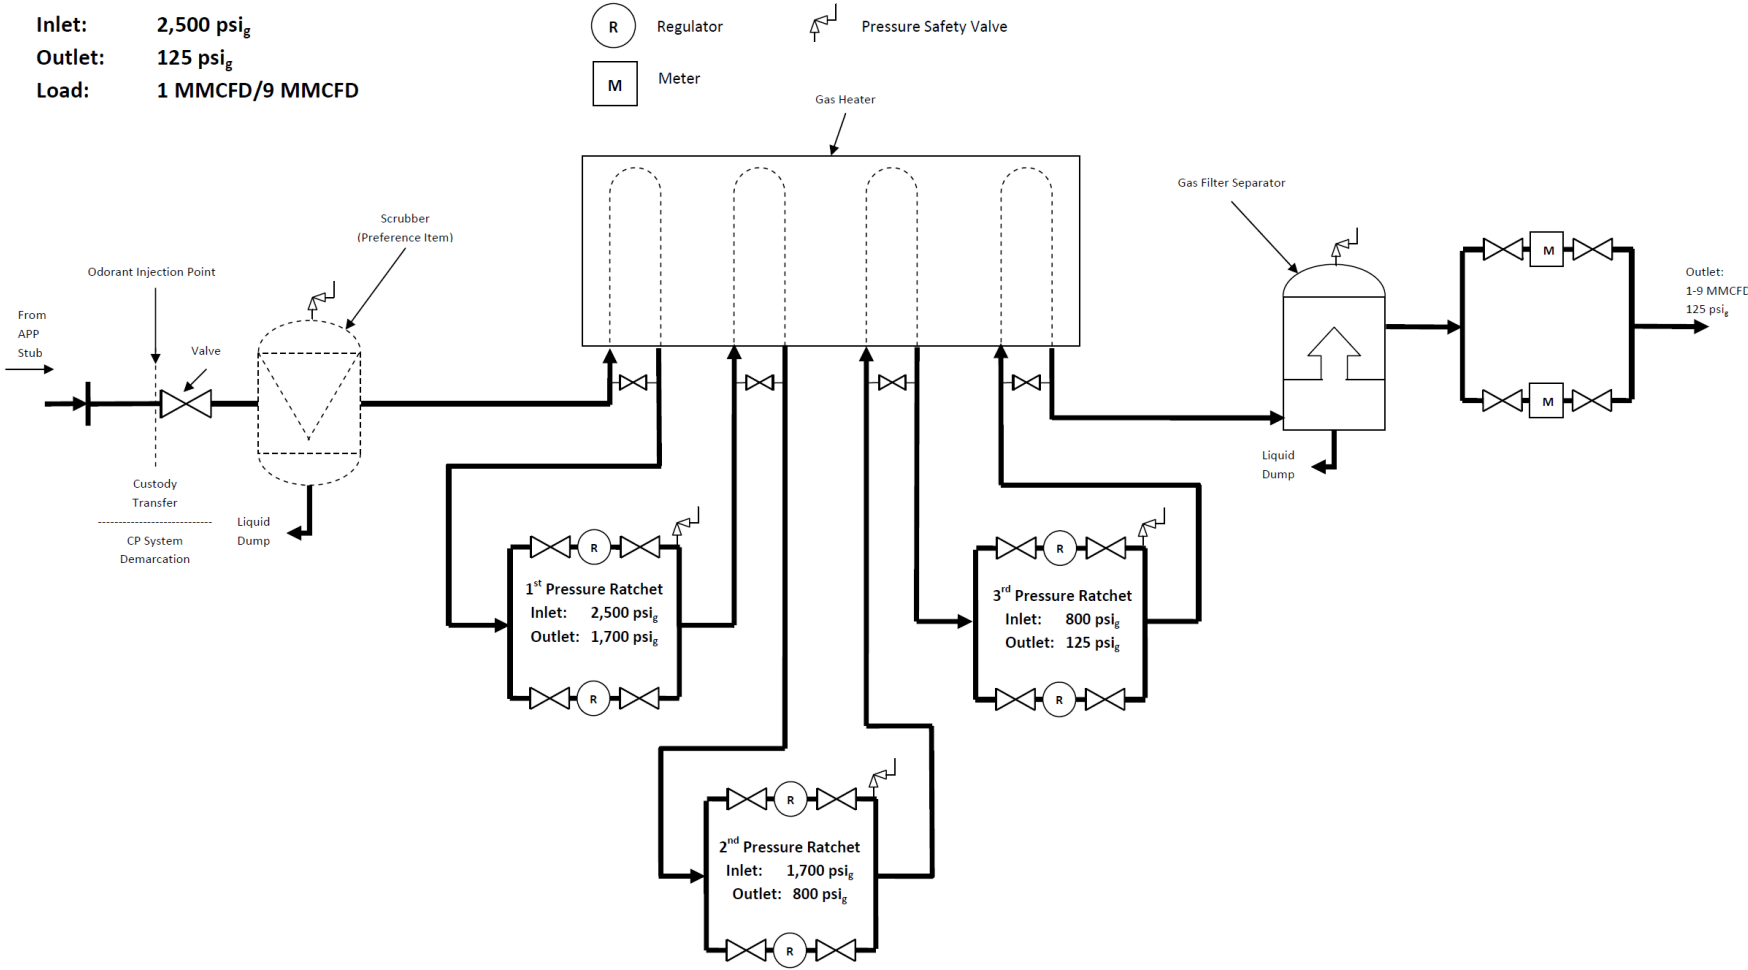 Inlet: 2,500 psig
Outlet: 125 psig
Load: 1 MMCFD/9 MMCFD
R Regulator
Pressure Safety Valve
M Meter
Gas Heater
Gas Filter Separator
Scrubber
(Preference Item)
Odorant Injection Point
From
APP
Stub
Valve
M
Outlet:
1-9 MMCFD
125 psig
M
Liquid
Dump
Custody
Transfer
CP System
Demarcation
Liquid
Dump
R
1st Pressure Ratchet
Inlet: 2,500 psig
Outlet: 1,700 psig
R
R
3rd Pressure Ratchet
Inlet: 800 psig
Outlet: 125 psig
R
R
2nd Pressure Ratchet
Inlet: 1,700 psig
Outlet: 800 psig
R